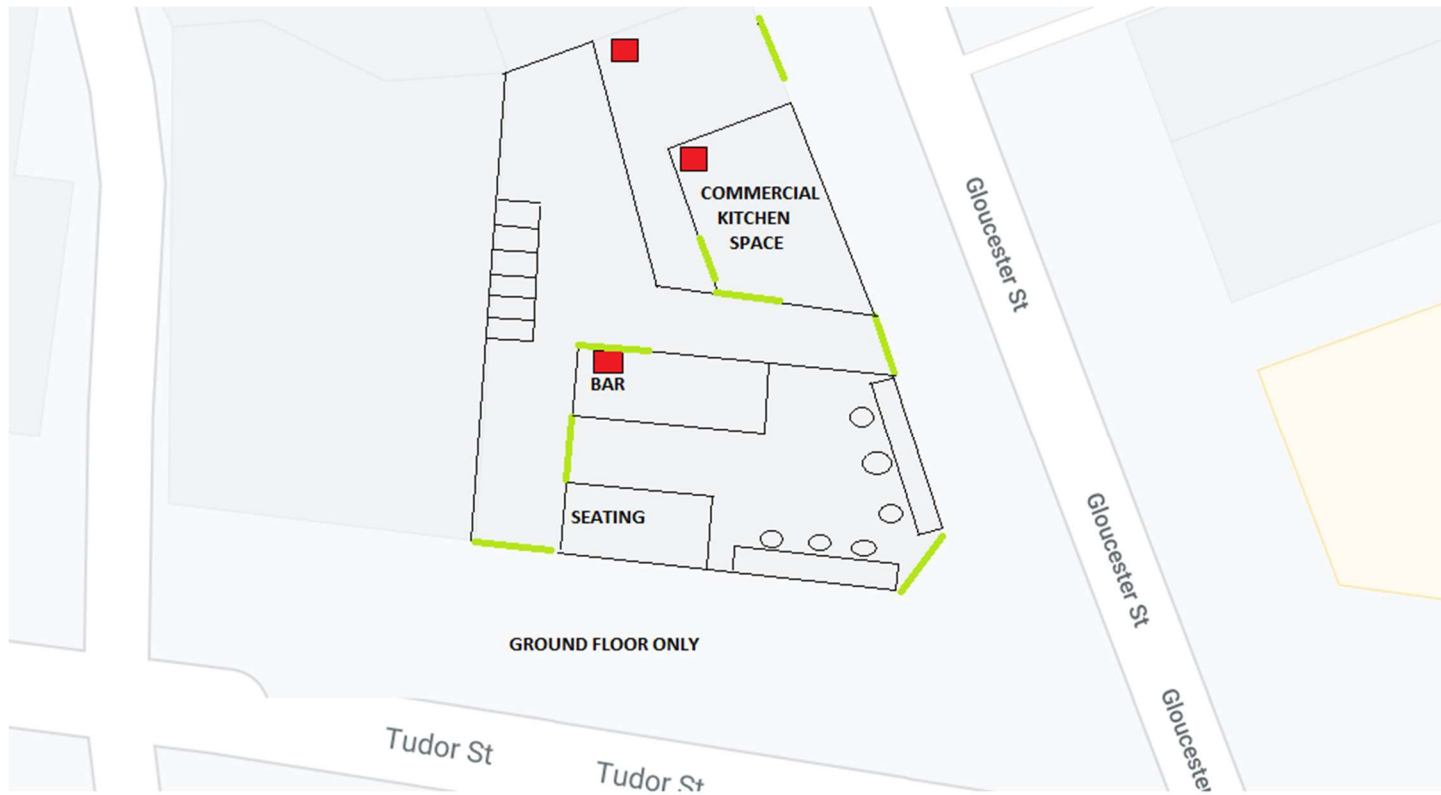 COMMERCIAL
KITCHEN
SPACE
Gloucester St
BAR
SEATING
Gloucester St
GROUND FLOOR ONLY
Gloucester
Tudor St
Tudor St